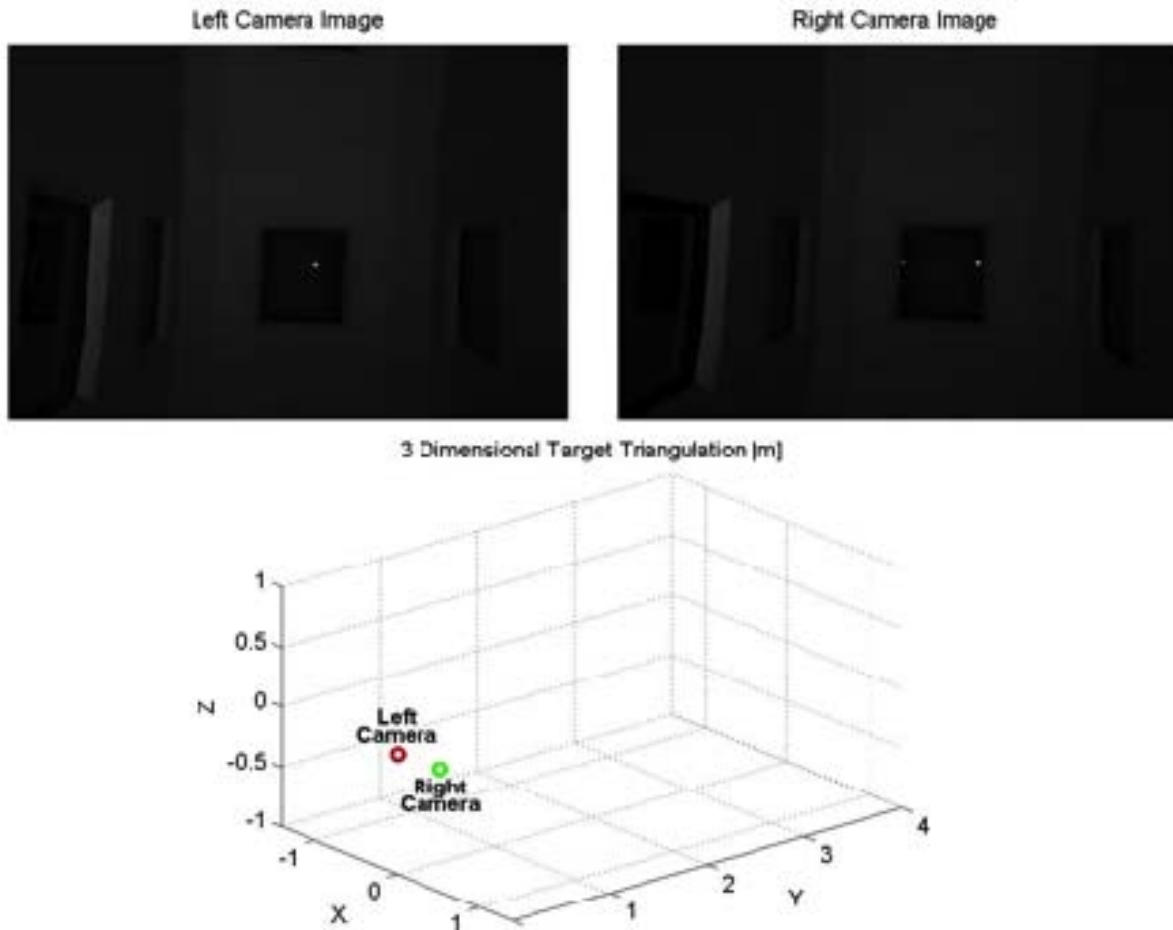 Left Camera Image
Right Camera Image
3 Dimensional Target Triangulation [m]
1
0.5
0
-0.5
-1
Z
Left
Camera
Right
Camera
-1
0
1
X
1
2
3
4
Y